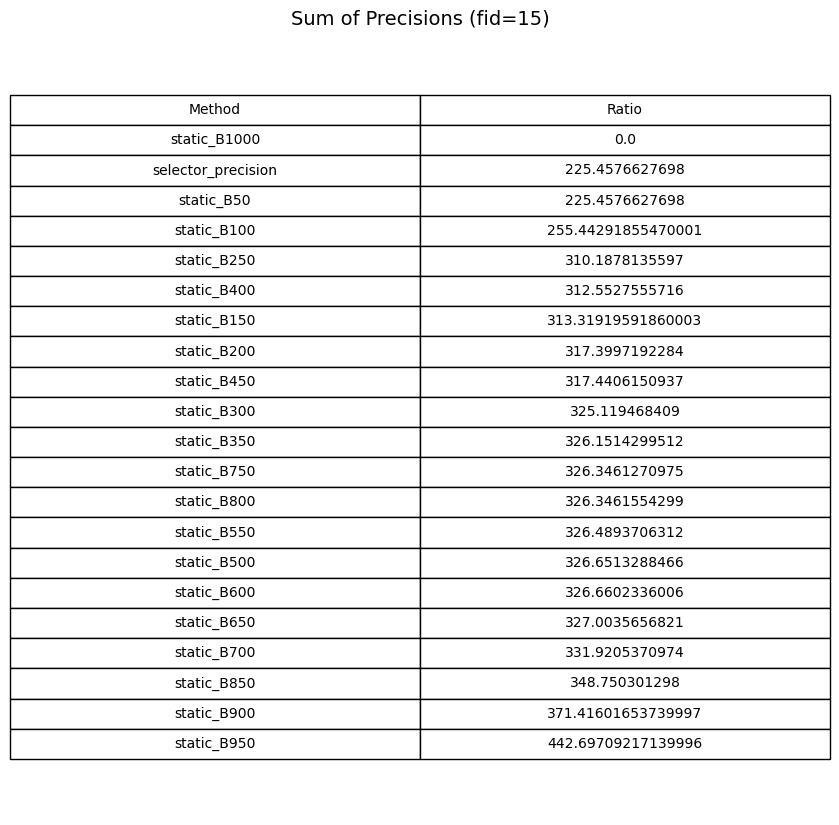 Sum of Precisions (fid=15)
Method Ratio
static_B1000 0.0
selector_precision 225.4576627698
static_B50 225.4576627698
static_B100 255.44291855470001
static_B250 310.1878135597
static_B400 312.5527555716
static_B150 313.31919591860003
static_B200 317.3997192284
static_B450 317.4406150937
static_B300 325.119468409
static_B350 326.1514299512
static_B750 326.3461270975
static_B800 326.3461554299
static_B550 326.4893706312
static_B500 326.6513288466
static_B600 326.6602336006
static_B650 327.0035656821
static_B700 331.9205370974
static_B850 348.750301298
static_B900 371.41601653739997
static_B950 442.69709217139996